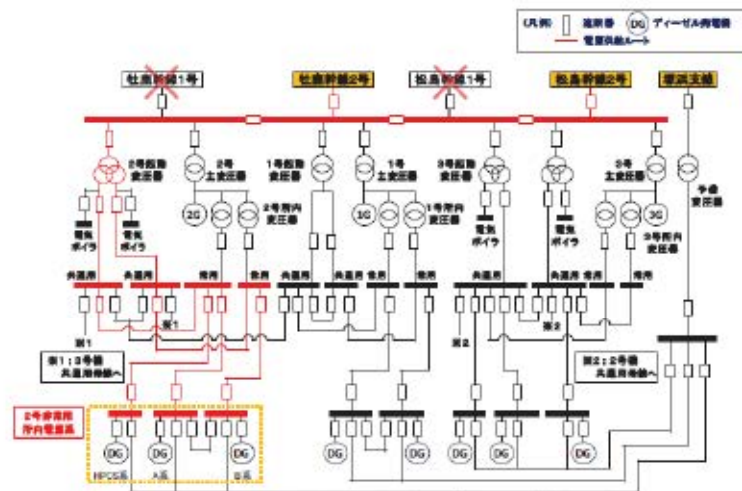 (凡例) 遮断器 DG ディーゼル発電機
電源供給ルート
牡鹿幹線1号
牡鹿幹線2号
松島幹線1号
松島幹線2号
塚浜支線
2号起動
変圧器
2号
主変圧器
1号起動
変圧器
1号
主変圧器
3号起動
変圧器
3号
主変圧器
予備
変圧器
2号所内
変圧器
1号所内
変圧器
3号所内
変圧器
2G
1G
3G
電気
ボイラ
電気
ボイラ
電気
ボイラ
電気
ボイラ
共通用
共通用
常用
常用
共通用
共通用
常用
常用
共通用
共通用
常用
常用
※1
※1
※2
※2
※1:3号機
共通用母線へ
※2:2号機
共通用母線へ
2号非常用
所内電源系
DG
DG
DG
DG
DG
DG
DG
DG
HPCS系
A系
B系